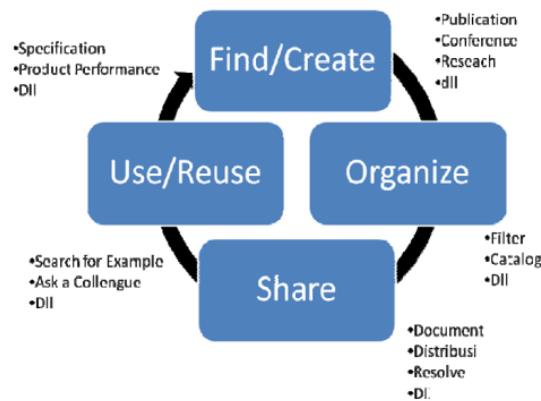 Find/Create
•Publication
•Conference
•Reseach
•dll
Organize
•Filter
•Catalog
•Dll
Share
•Document
•Distribusi
•Resolve
•Dll
Use/Reuse
•Search for Example
•Ask a Collengue
•Dll
•Specification
•Product Performance
•Dll